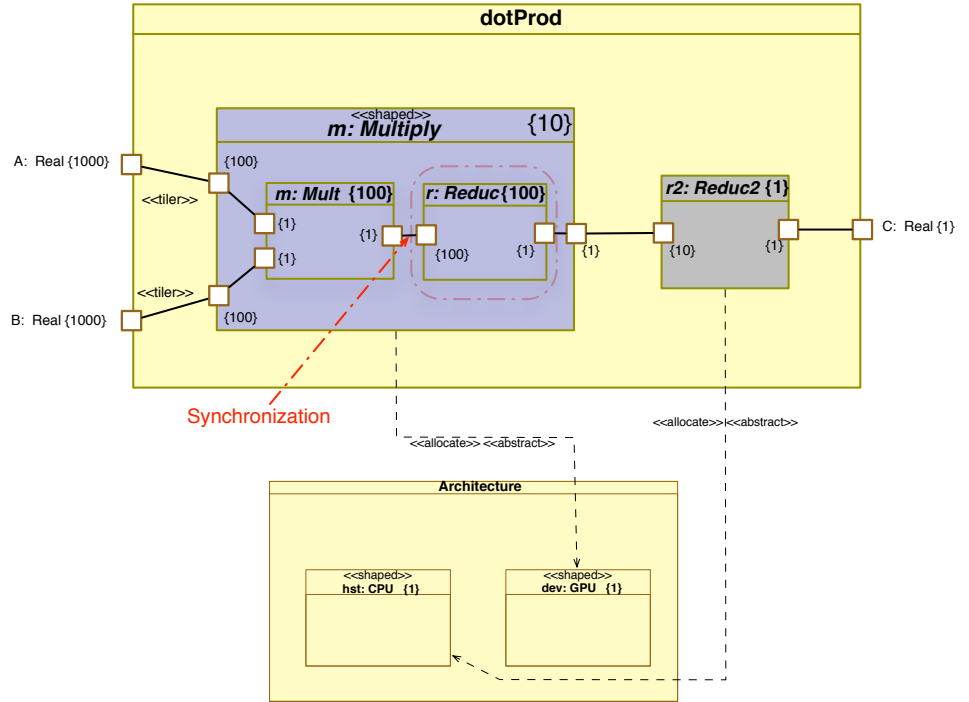 dotProd
<<shaped>>
m: Multiply
{10}
A: Real {1000}
{100}
<<tiler>>
m: Mult {100}
r: Reduc{100}
r2: Reduc2 {1}
{1}
{1}
{1}
{100}
{1}
{1}
{10}
{1}
C: Real {1}
<<tiler>>
B: Real {1000}
{100}
Synchronization
<<allocate>> <<abstract>>
<<allocate>> <<abstract>>
Architecture
<<shaped>>
hst: CPU {1}
<<shaped>>
dev: GPU {1}